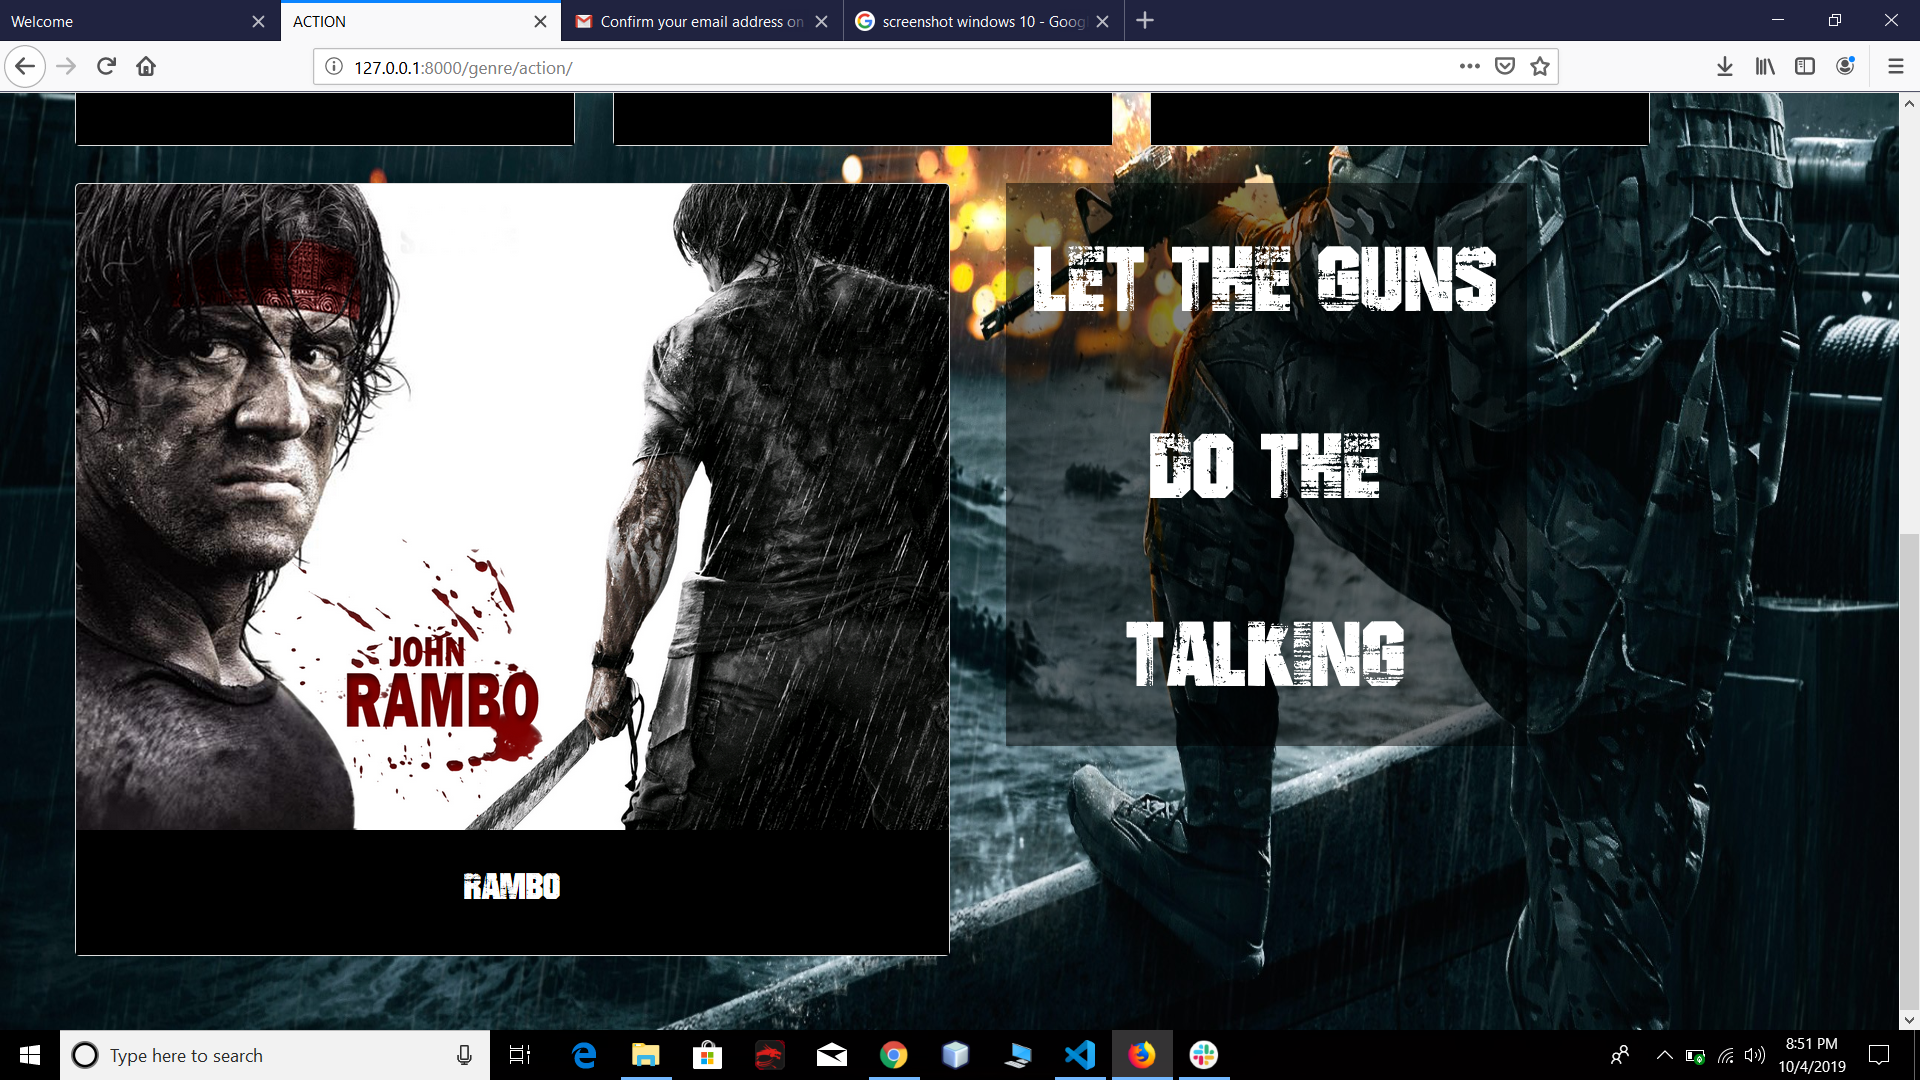 Welcome
ACTION
Confirm your email address on
screenshot windows 10 - Goog
127.0.0.1:8000/genre/action/
LET THE GUNS
DO THE
TALKING
JOHN
RAMBO
RAMBO
Type here to search
8:51 PM
10/4/2019